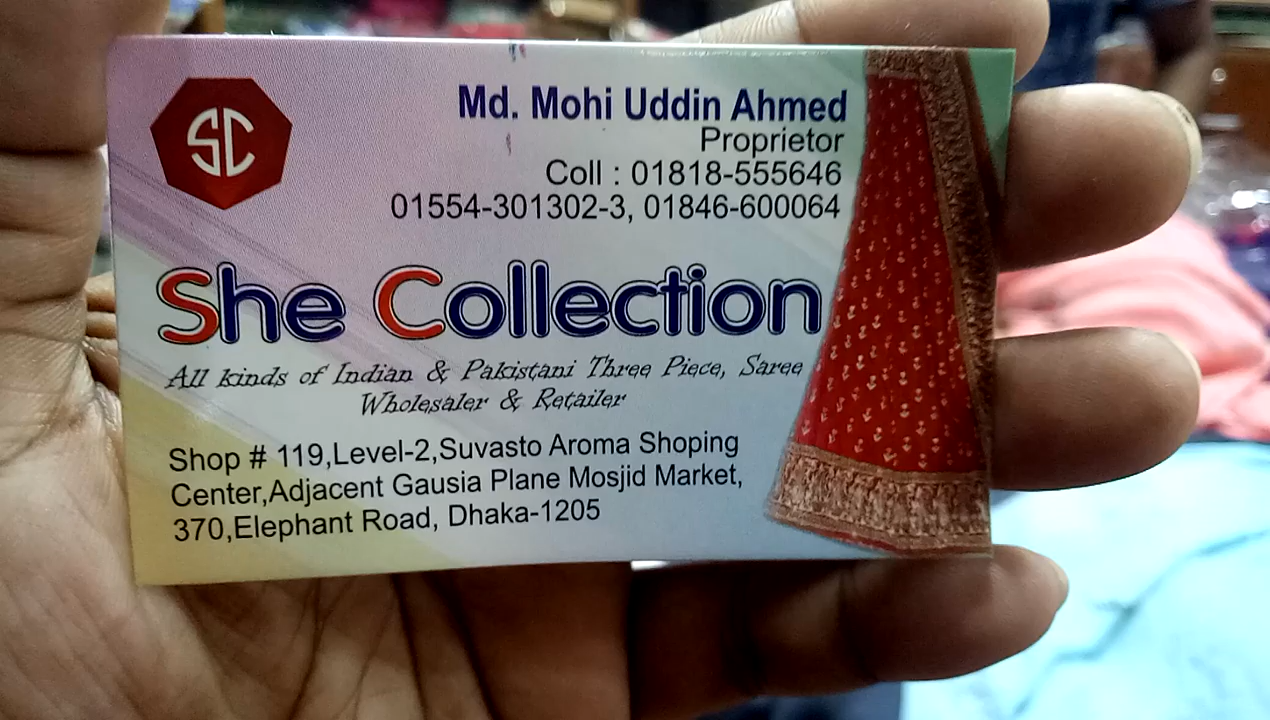 SC
Md. Mohi Uddin Ahmed
Proprietor
Coll : 01818-555646
01554-301302-3, 01846-600064
She Collection
All kinds of Indian & Pakistani Three Piece, Saree
Wholesaler & Retailer
Shop # 119,Level-2,Suvasto Aroma Shoping
Center,Adjacent Gausia Plane Mosjid Market,
370,Elephant Road, Dhaka-1205